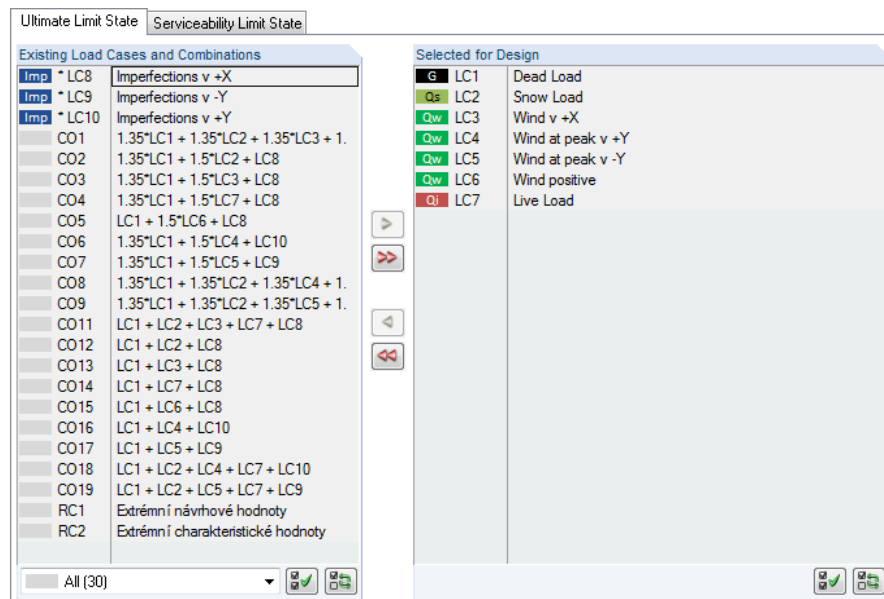 Ultimate Limit State Serviceability Limit State
Existing Load Cases and Combinations Selected for Design
Imp * LC8 Imperfections v +X G LC1 Dead Load
Imp * LC9 Imperfections v -Y Qs LC2 Snow Load
Imp * LC10 Imperfections v +Y Qw LC3 Wind v +X
CO1 1.35*LC1 + 1.35*LC2 + 1.35*LC3 + 1. Qw LC4 Wind at peak v +Y
CO2 1.35*LC1 + 1.5*LC2 + LC8 Qw LC5 Wind at peak v -Y
CO3 1.35*LC1 + 1.5*LC3 + LC8 Qw LC6 Wind positive
CO4 1.35*LC1 + 1.5*LC7 + LC8 Qi LC7 Live Load
CO5 LC1 + 1.5*LC6 + LC8 >
CO6 1.35*LC1 + 1.5*LC4 + LC10
CO7 1.35*LC1 + 1.5*LC5 + LC9 >>
CO8 1.35*LC1 + 1.35*LC2 + 1.35*LC4 + 1.
CO9 1.35*LC1 + 1.35*LC2 + 1.35*LC5 + 1.
CO11 LC1 + LC2 + LC3 + LC7 + LC8 <
CO12 LC1 + LC2 + LC8
CO13 LC1 + LC3 + LC8 <<
CO14 LC1 + LC7 + LC8
CO15 LC1 + LC6 + LC8
CO16 LC1 + LC4 + LC10
CO17 LC1 + LC5 + LC9
CO18 LC1 + LC2 + LC4 + LC7 + LC10
CO19 LC1 + LC2 + LC5 + LC7 + LC9
RC1 Extrémní návrhové hodnoty
RC2 Extrémní charakteristické hodnoty
All (30)